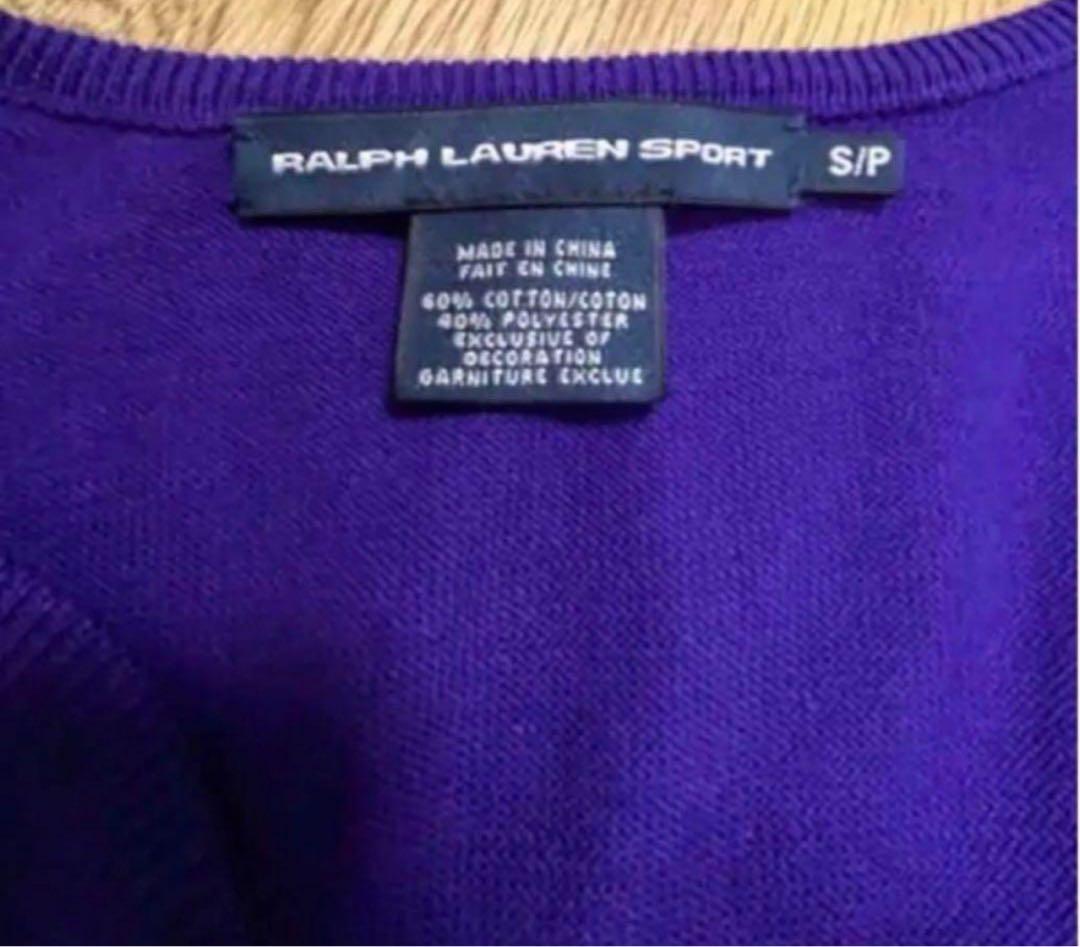 RALPH LAUREN SPORT
S/P
MADE IN CHINA
FAIT EN CHINE
60% COTTON/COTON
40% POLYESTER
EXCLUSIVE OF
DECORATION
GARNITURE EXCLUE